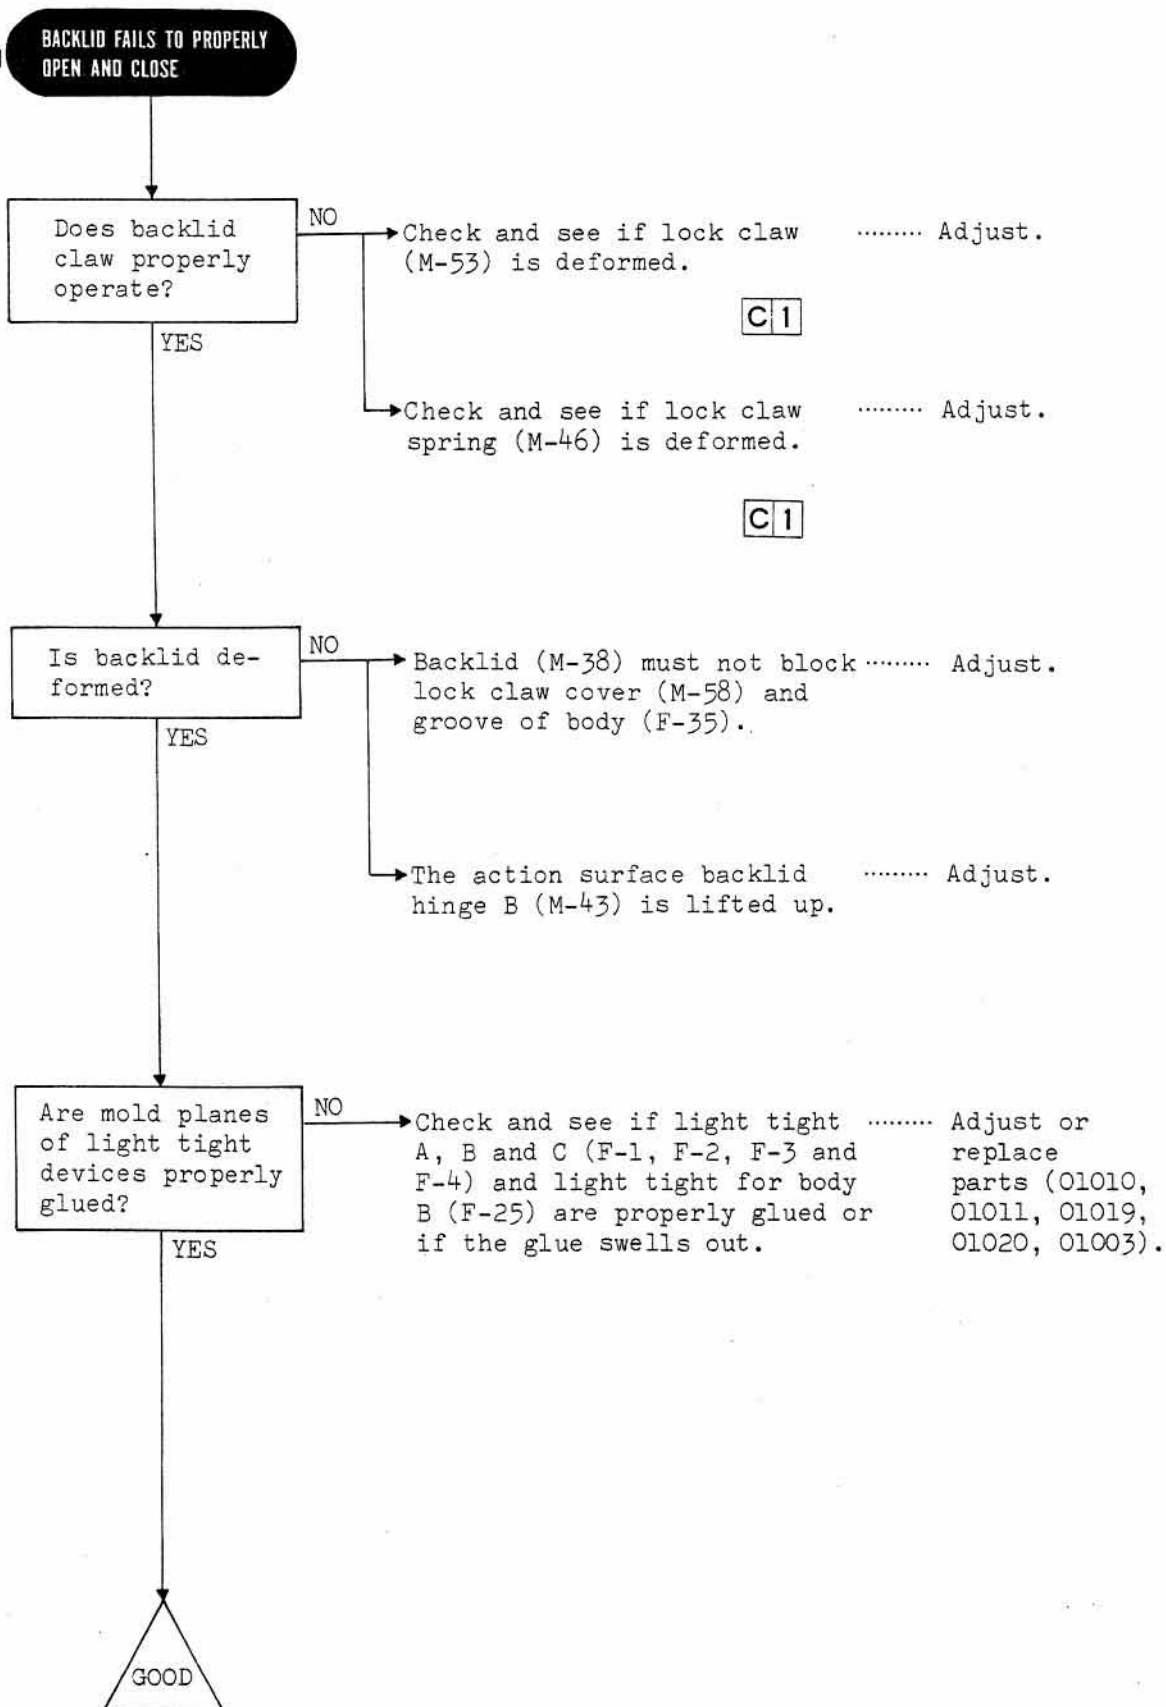 BACKLID FAILS TO PROPERLY
OPEN AND CLOSE
Does backlid
claw properly
operate?
NO
Check and see if lock claw ········· Adjust.
(M-53) is deformed.
C 1
YES
Check and see if lock claw ········· Adjust.
spring (M-46) is deformed.
C 1
Is backlid de-
formed?
NO
Backlid (M-38) must not block ········· Adjust.
lock claw cover (M-58) and
groove of body (F-35).
YES
The action surface backlid ········· Adjust.
hinge B (M-43) is lifted up.
Are mold planes
of light tight
devices properly
glued?
NO
Check and see if light tight ········· Adjust or
A, B and C (F-1, F-2, F-3 and replace
F-4) and light tight for body parts (01010,
B (F-25) are properly glued or 01011, 01019,
if the glue swells out. 01020, 01003).
YES
GOOD